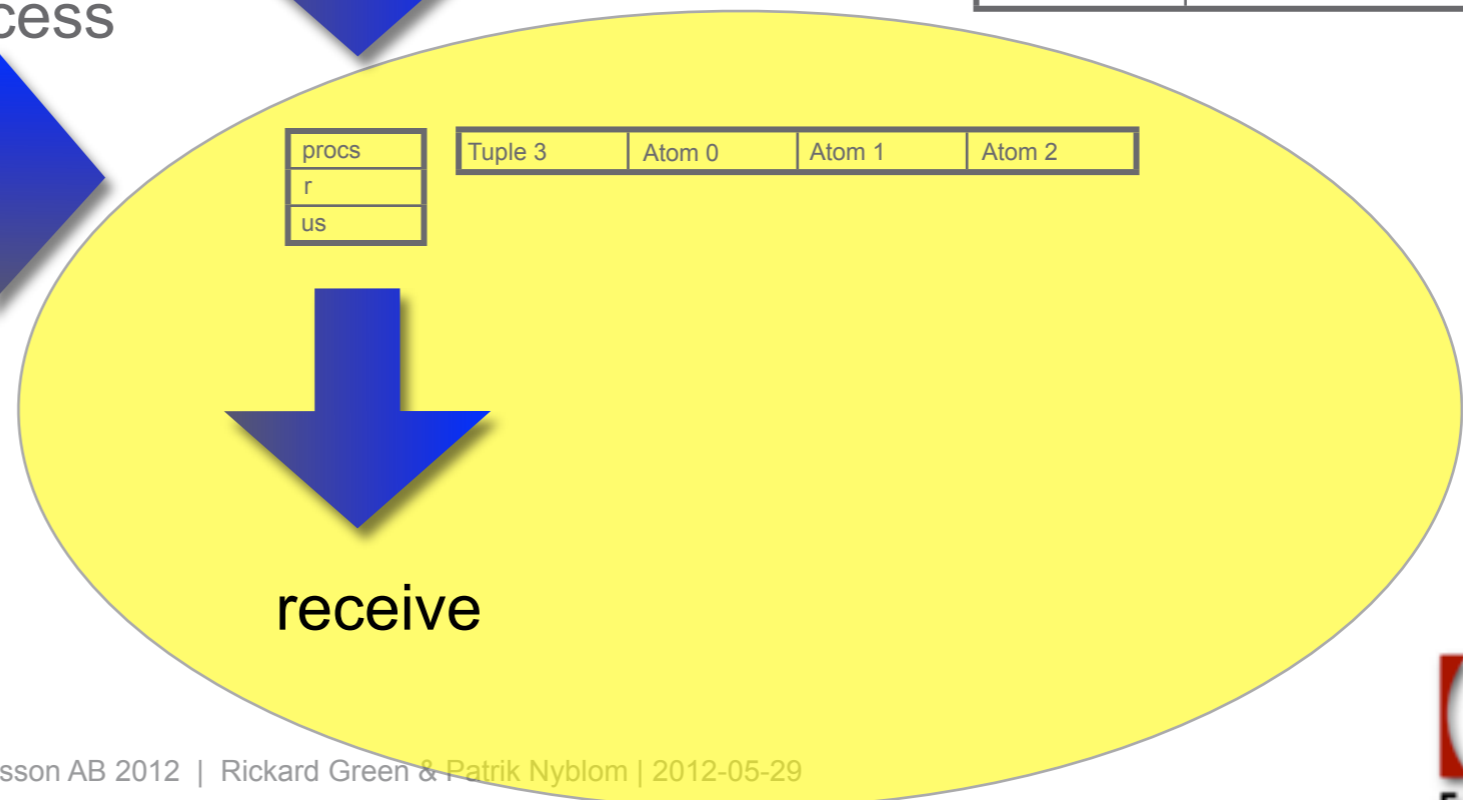 cess
procs
r
us
Tuple 3 Atom 0 Atom 1 Atom 2
receive
sson AB 2012 | Rickard Green & Patrik Nyblom | 2012-05-29